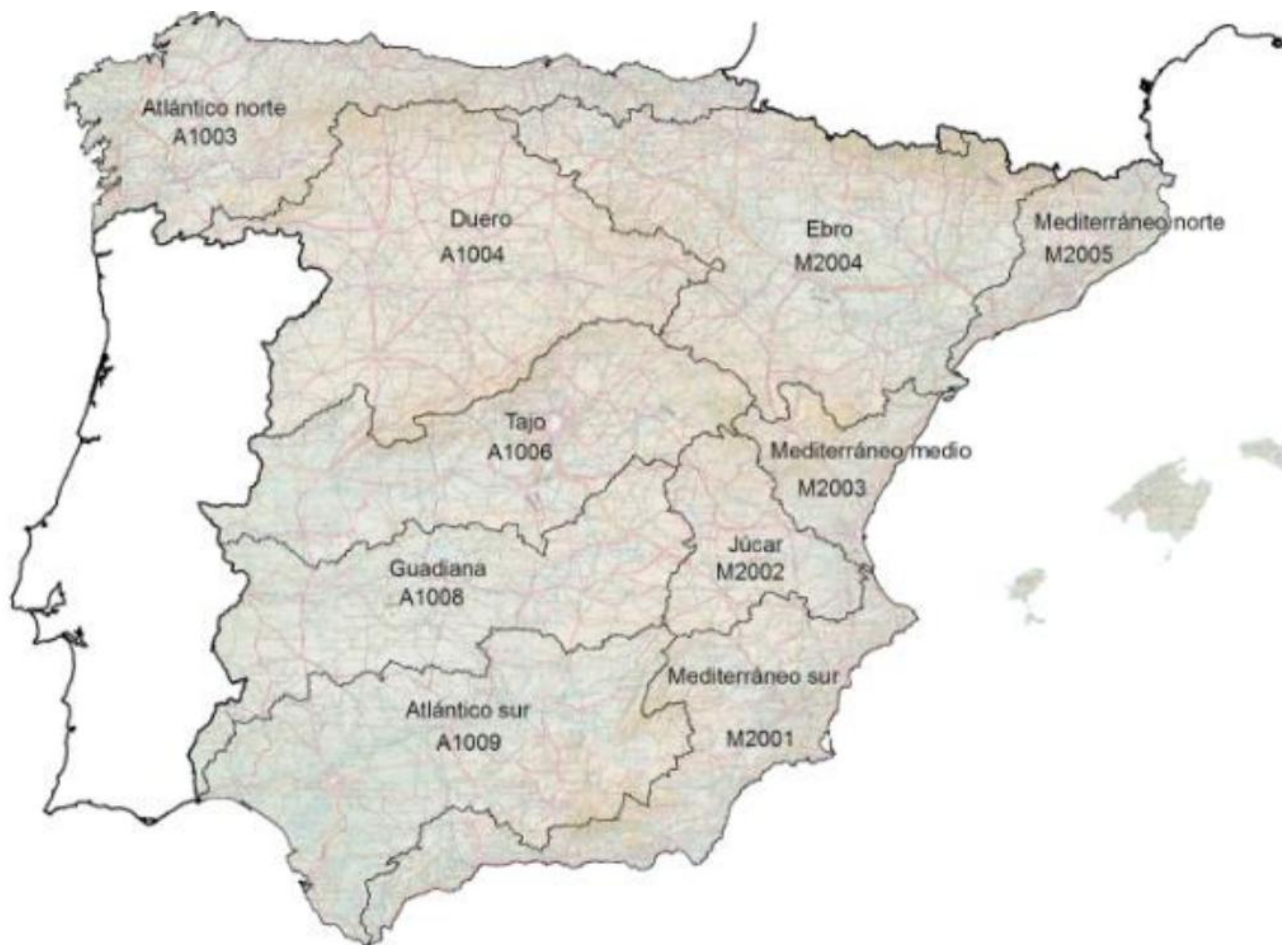 Atlántico norte
A1003
Duero
A1004
Ebro
M2004
Mediterráneo norte
M2005
Tajo
A1006
Mediterráneo medio
M2003
Júcar
M2002
Guadiana
A1008
Mediterráneo sur
M2001
Atlántico sur
A1009